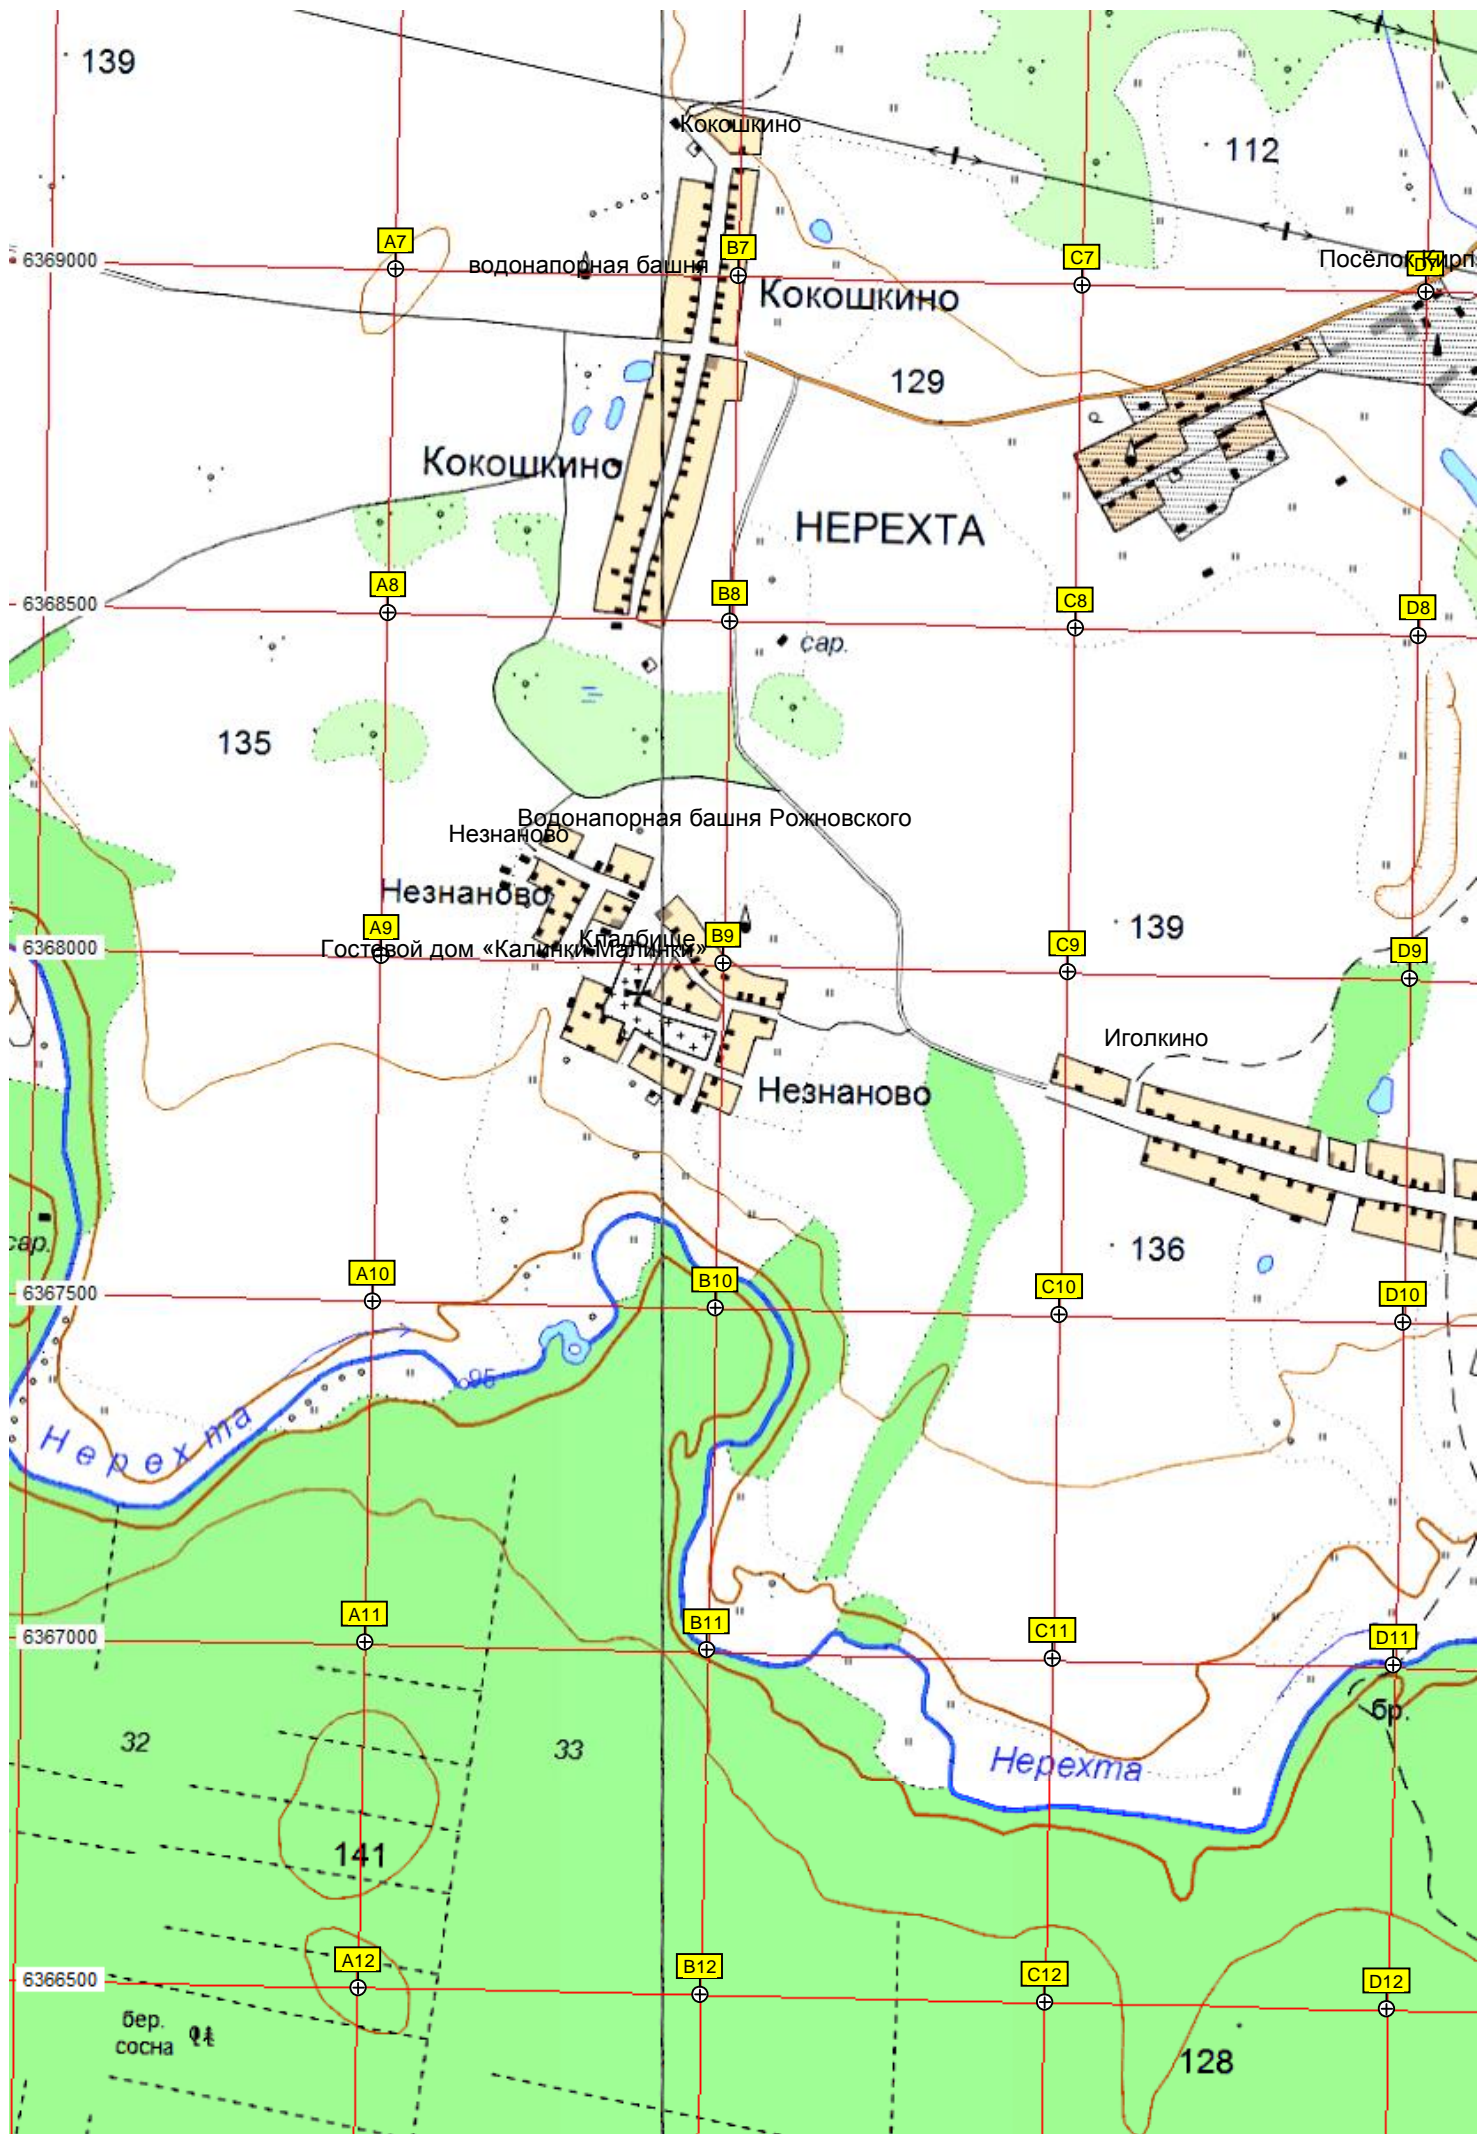 139
Кокошкино
112
A7
B7
C7
6369000
водонапорная башня
Посёлок Кирп
D7
Кокошкино
129
Кокошкино
НЕРЕХТА
A8
B8
C8
D8
6368500
сар.
135
Водонапорная башня Рожновского
Незнаново
Незнаново
A9
B9
139
C9
D9
6368000
Кладбище
Гостевой дом «Калинки Малинки»
Иголкино
Незнаново
сар.
136
A10
B10
C10
D10
6367500
95
Нерехта
A11
B11
C11
D11
6367000
бр.
32
33
Нерехта
141
A12
B12
C12
D12
6366500
бер.
сосна
128